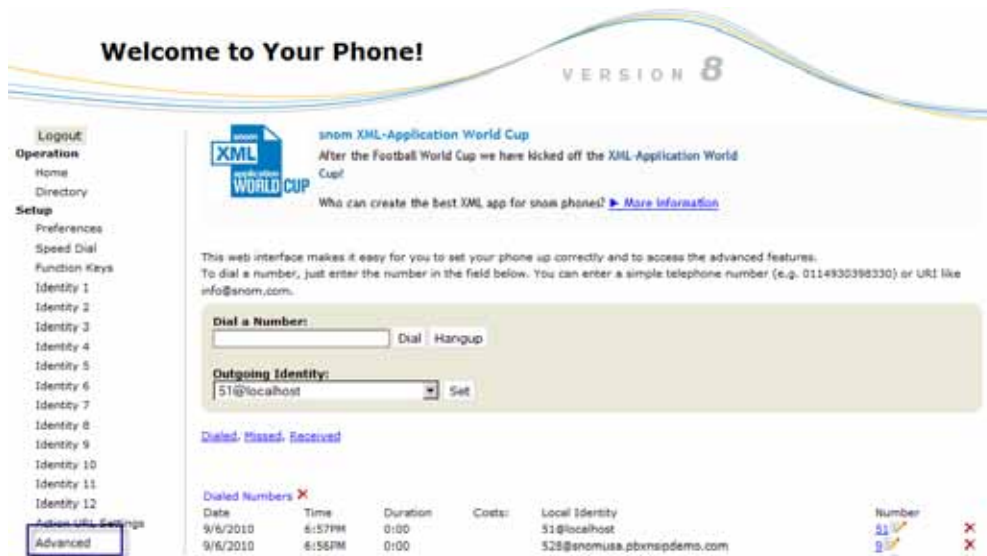 Welcome to Your Phone!
VERSION 8
Logout
Operation
Home
Directory
Setup
Preferences
Speed Dial
Function Keys
Identity 1
Identity 2
Identity 3
Identity 4
Identity 5
Identity 6
Identity 7
Identity 8
Identity 9
Identity 10
Identity 11
Identity 12
Action URL Settings
Advanced
snom
XML
application
WORLD CUP
snom XML-Application World Cup
After the Football World Cup we have kicked off the XML-Application World
Cup!
Who can create the best XML app for snom phones? ▶ More Information
This web interface makes it easy for you to set your phone up correctly and to access the advanced features.
To dial a number, just enter the number in the field below. You can enter a simple telephone number (e.g. 0114930398330) or URI like
info@snom.com.
Dial a Number:
Dial Hangup
Outgoing Identity:
51@localhost Set
Dialed, Missed, Received
Dialed Numbers
Date Time Duration Costs: Local Identity Number
9/6/2010 6:57PM 0:00 51@localhost 51
9/6/2010 6:56PM 0:00 528@snomusa.pbxnsipdemo.com 9